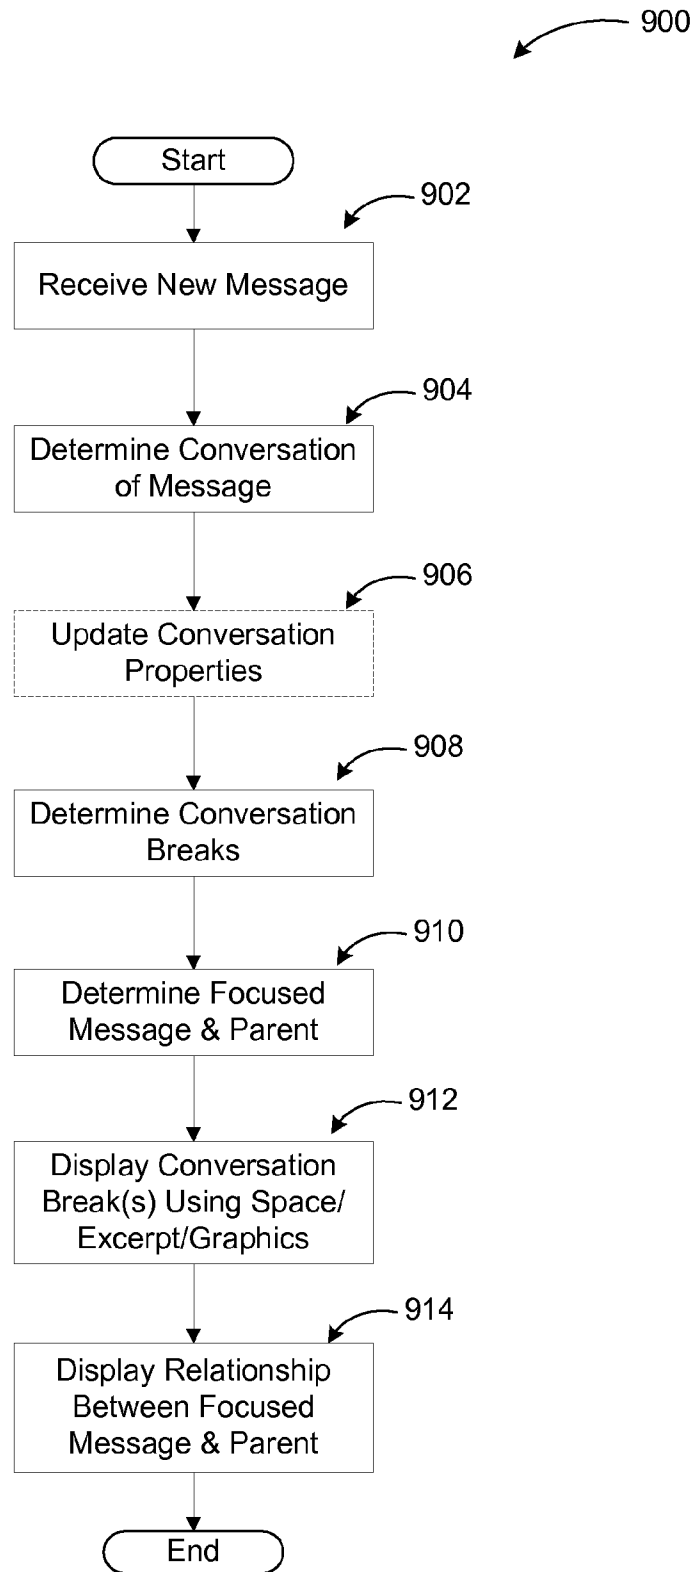 900
Start
902
Receive New Message
904
Determine Conversation
of Message
906
Update Conversation
Properties
908
Determine Conversation
Breaks
910
Determine Focused
Message & Parent
912
Display Conversation
Break(s) Using Space/
Excerpt/Graphics
914
Display Relationship
Between Focused
Message & Parent
End